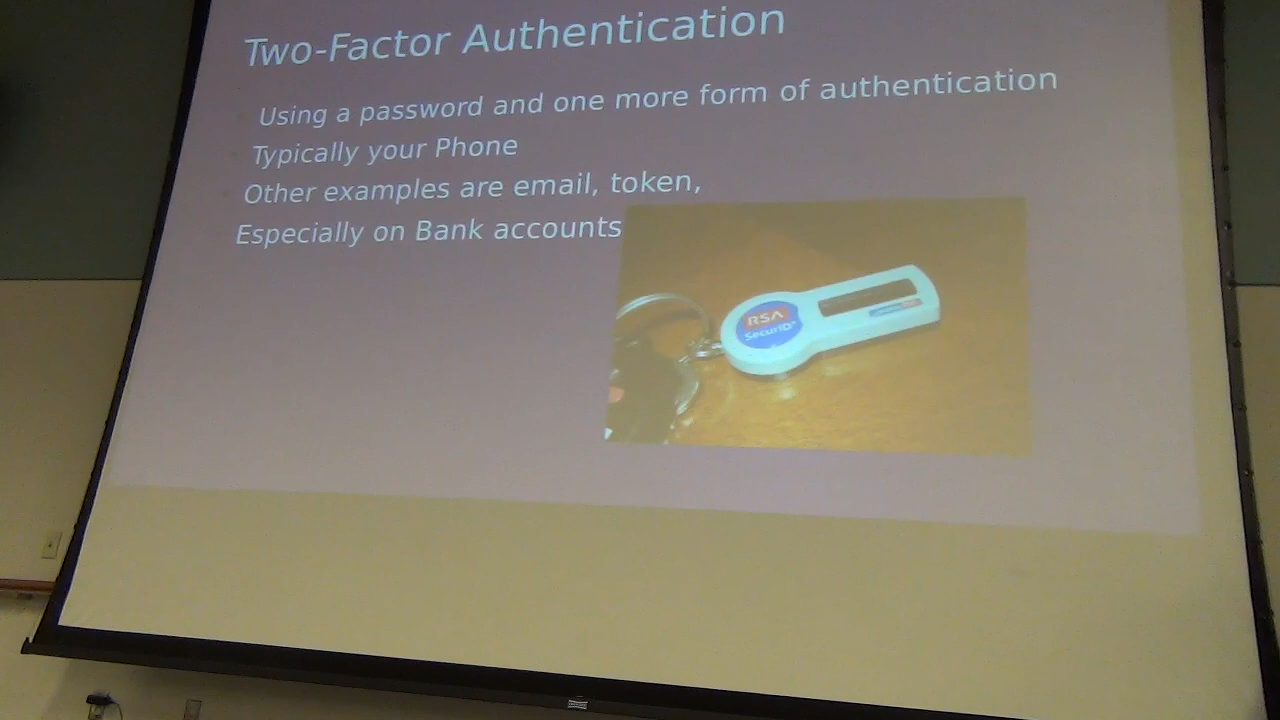 Two-Factor Authentication
Using a password and one more form of authentication
Typically your Phone
Other examples are email, token,
Especially on Bank accounts
RSA
SecurID